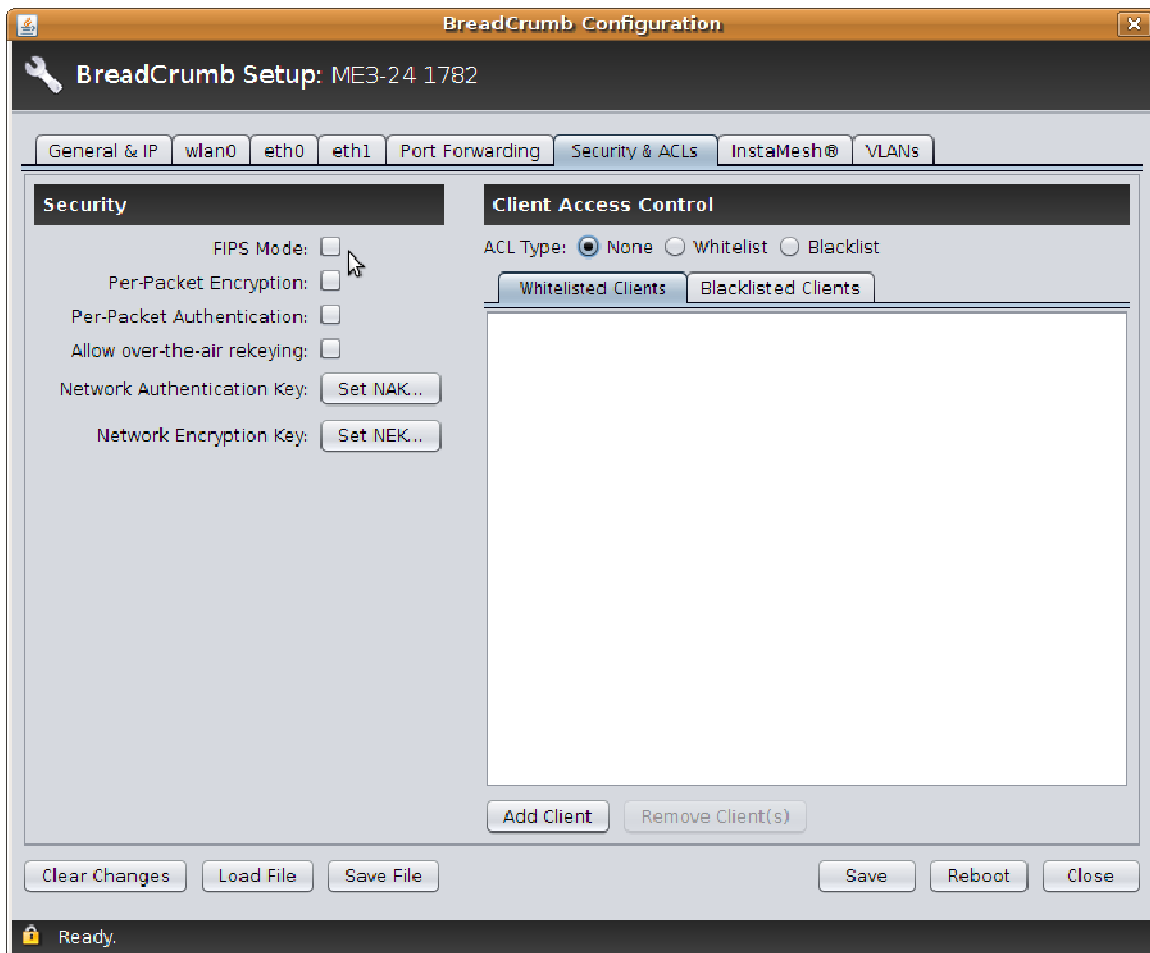 BreadCrumb Configuration
BreadCrumb Setup: ME3-24 1782
General & IP wlan0 eth0 eth1 Port Forwarding Security & ACLs InstaMesh® VLANs
Security
FIPS Mode:
Per-Packet Encryption:
Per-Packet Authentication:
Allow over-the-air rekeying:
Network Authentication Key: Set NAK...
Network Encryption Key: Set NEK...
Client Access Control
ACL Type: None Whitelist Blacklist
Whitelisted Clients Blacklisted Clients
Add Client Remove Client(s)
Clear Changes Load File Save File Save Reboot Close
Ready.